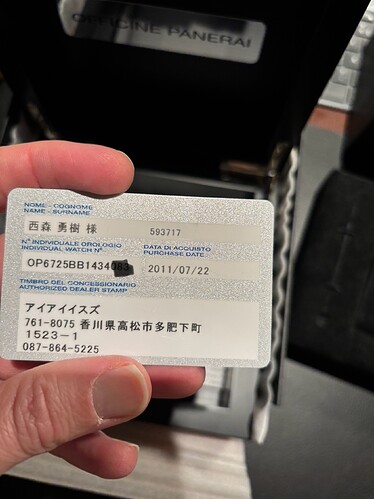 OFFICINE PANERAI
NOME - COGNOME
NAME - SURNAME
西森 勇樹 様 593717
N° INDIVIDUALE OROLOGIO DATA DI ACQUISTO
INDIVIDUAL WATCH N° PURCHASE DATE
OP6725BB1434 2011/07/22
TIMBRO DEL CONCESSIONARIO
AUTHORIZED DEALER STAMP
アイアイイスズ
761-8075 香川県高松市多肥下町
1523-1
087-864-5225